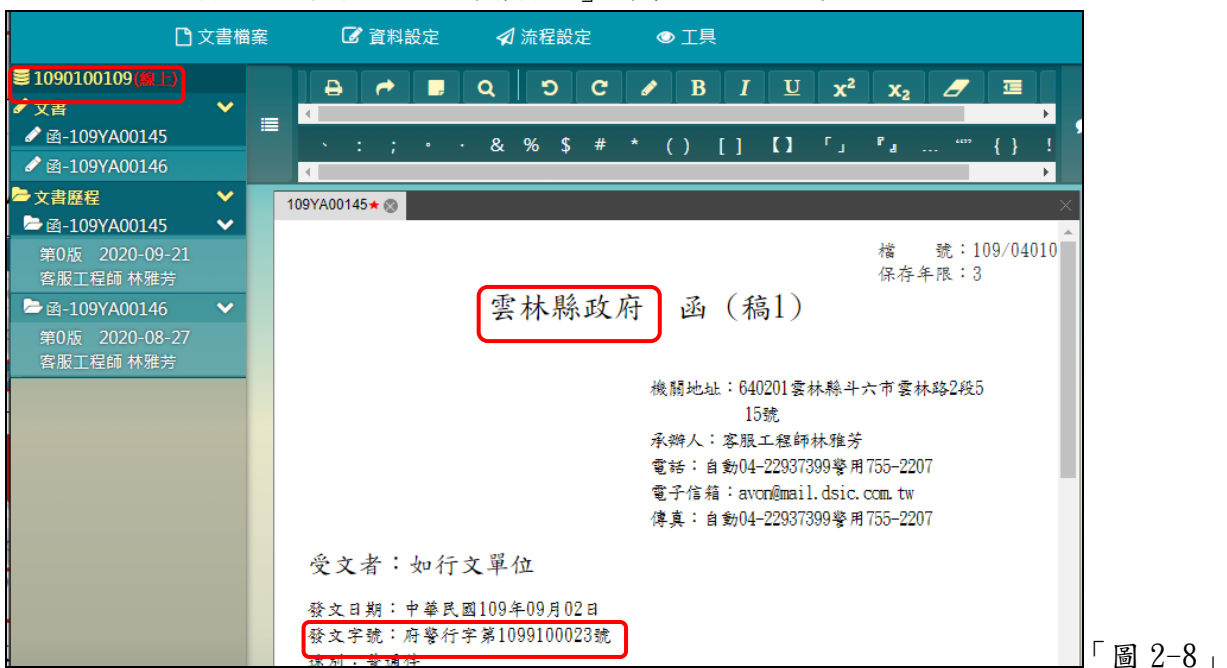 文書檔案 資料設定 流程設定 工具
1090100109(線上)
文書
函-109YA00145
函-109YA00146
文書歷程
函-109YA00145
第0版 2020-09-21
客服工程師 林雅芳
函-109YA00146
第0版 2020-08-27
客服工程師 林雅芳
B I U x² x₂
、 : ; 。 · & % $ # * ( ) [ ] 【】 「」 『』 … “” { } !
109YA00145★
檔 號：109/04010
保存年限：3
雲林縣政府 函（稿1）
機關地址：640201雲林縣斗六市雲林路2段5
15號
承辦人：客服工程師林雅芳
電話：自動04-22937399警用755-2207
電子信箱：avon@mail.dsic.com.tw
傳真：自動04-22937399警用755-2207
受文者：如行文單位
發文日期：中華民國109年09月02日
發文字號：府警行字第1099100023號
速別：普通件
「圖 2-8」